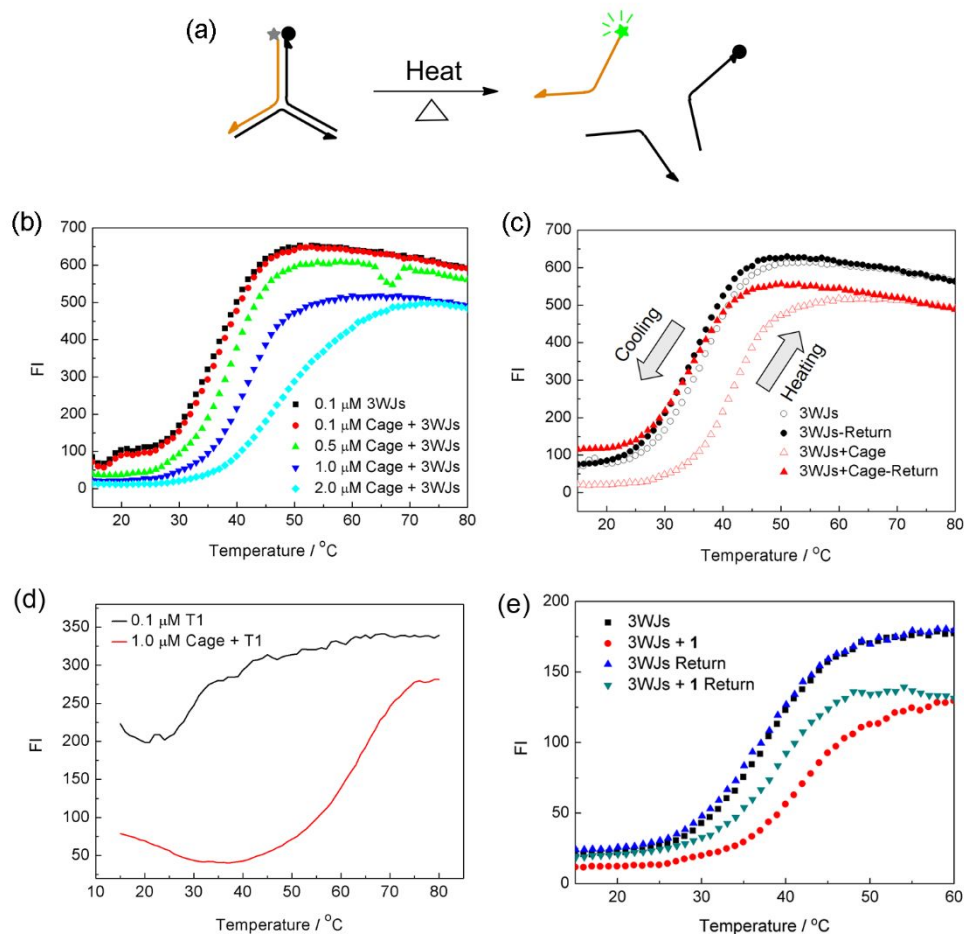 (a)
Heat
(b)
700
600
500
400
300
200
100
0
FI
20 30 40 50 60 70 80
Temperature / °C
0.1 μM 3WJs
0.1 μM Cage + 3WJs
0.5 μM Cage + 3WJs
1.0 μM Cage + 3WJs
2.0 μM Cage + 3WJs
(c)
700
600
500
400
300
200
100
0
FI
20 30 40 50 60 70 80
Temperature / °C
Cooling
Heating
3WJs
3WJs-Return
3WJs+Cage
3WJs+Cage-Return
(d)
350
300
250
200
150
100
50
FI
10 20 30 40 50 60 70 80
Temperature / °C
0.1 μM T1
1.0 μM Cage + T1
(e)
200
150
100
50
0
FI
20 30 40 50 60
Temperature / °C
3WJs
3WJs + 1
3WJs Return
3WJs + 1 Return